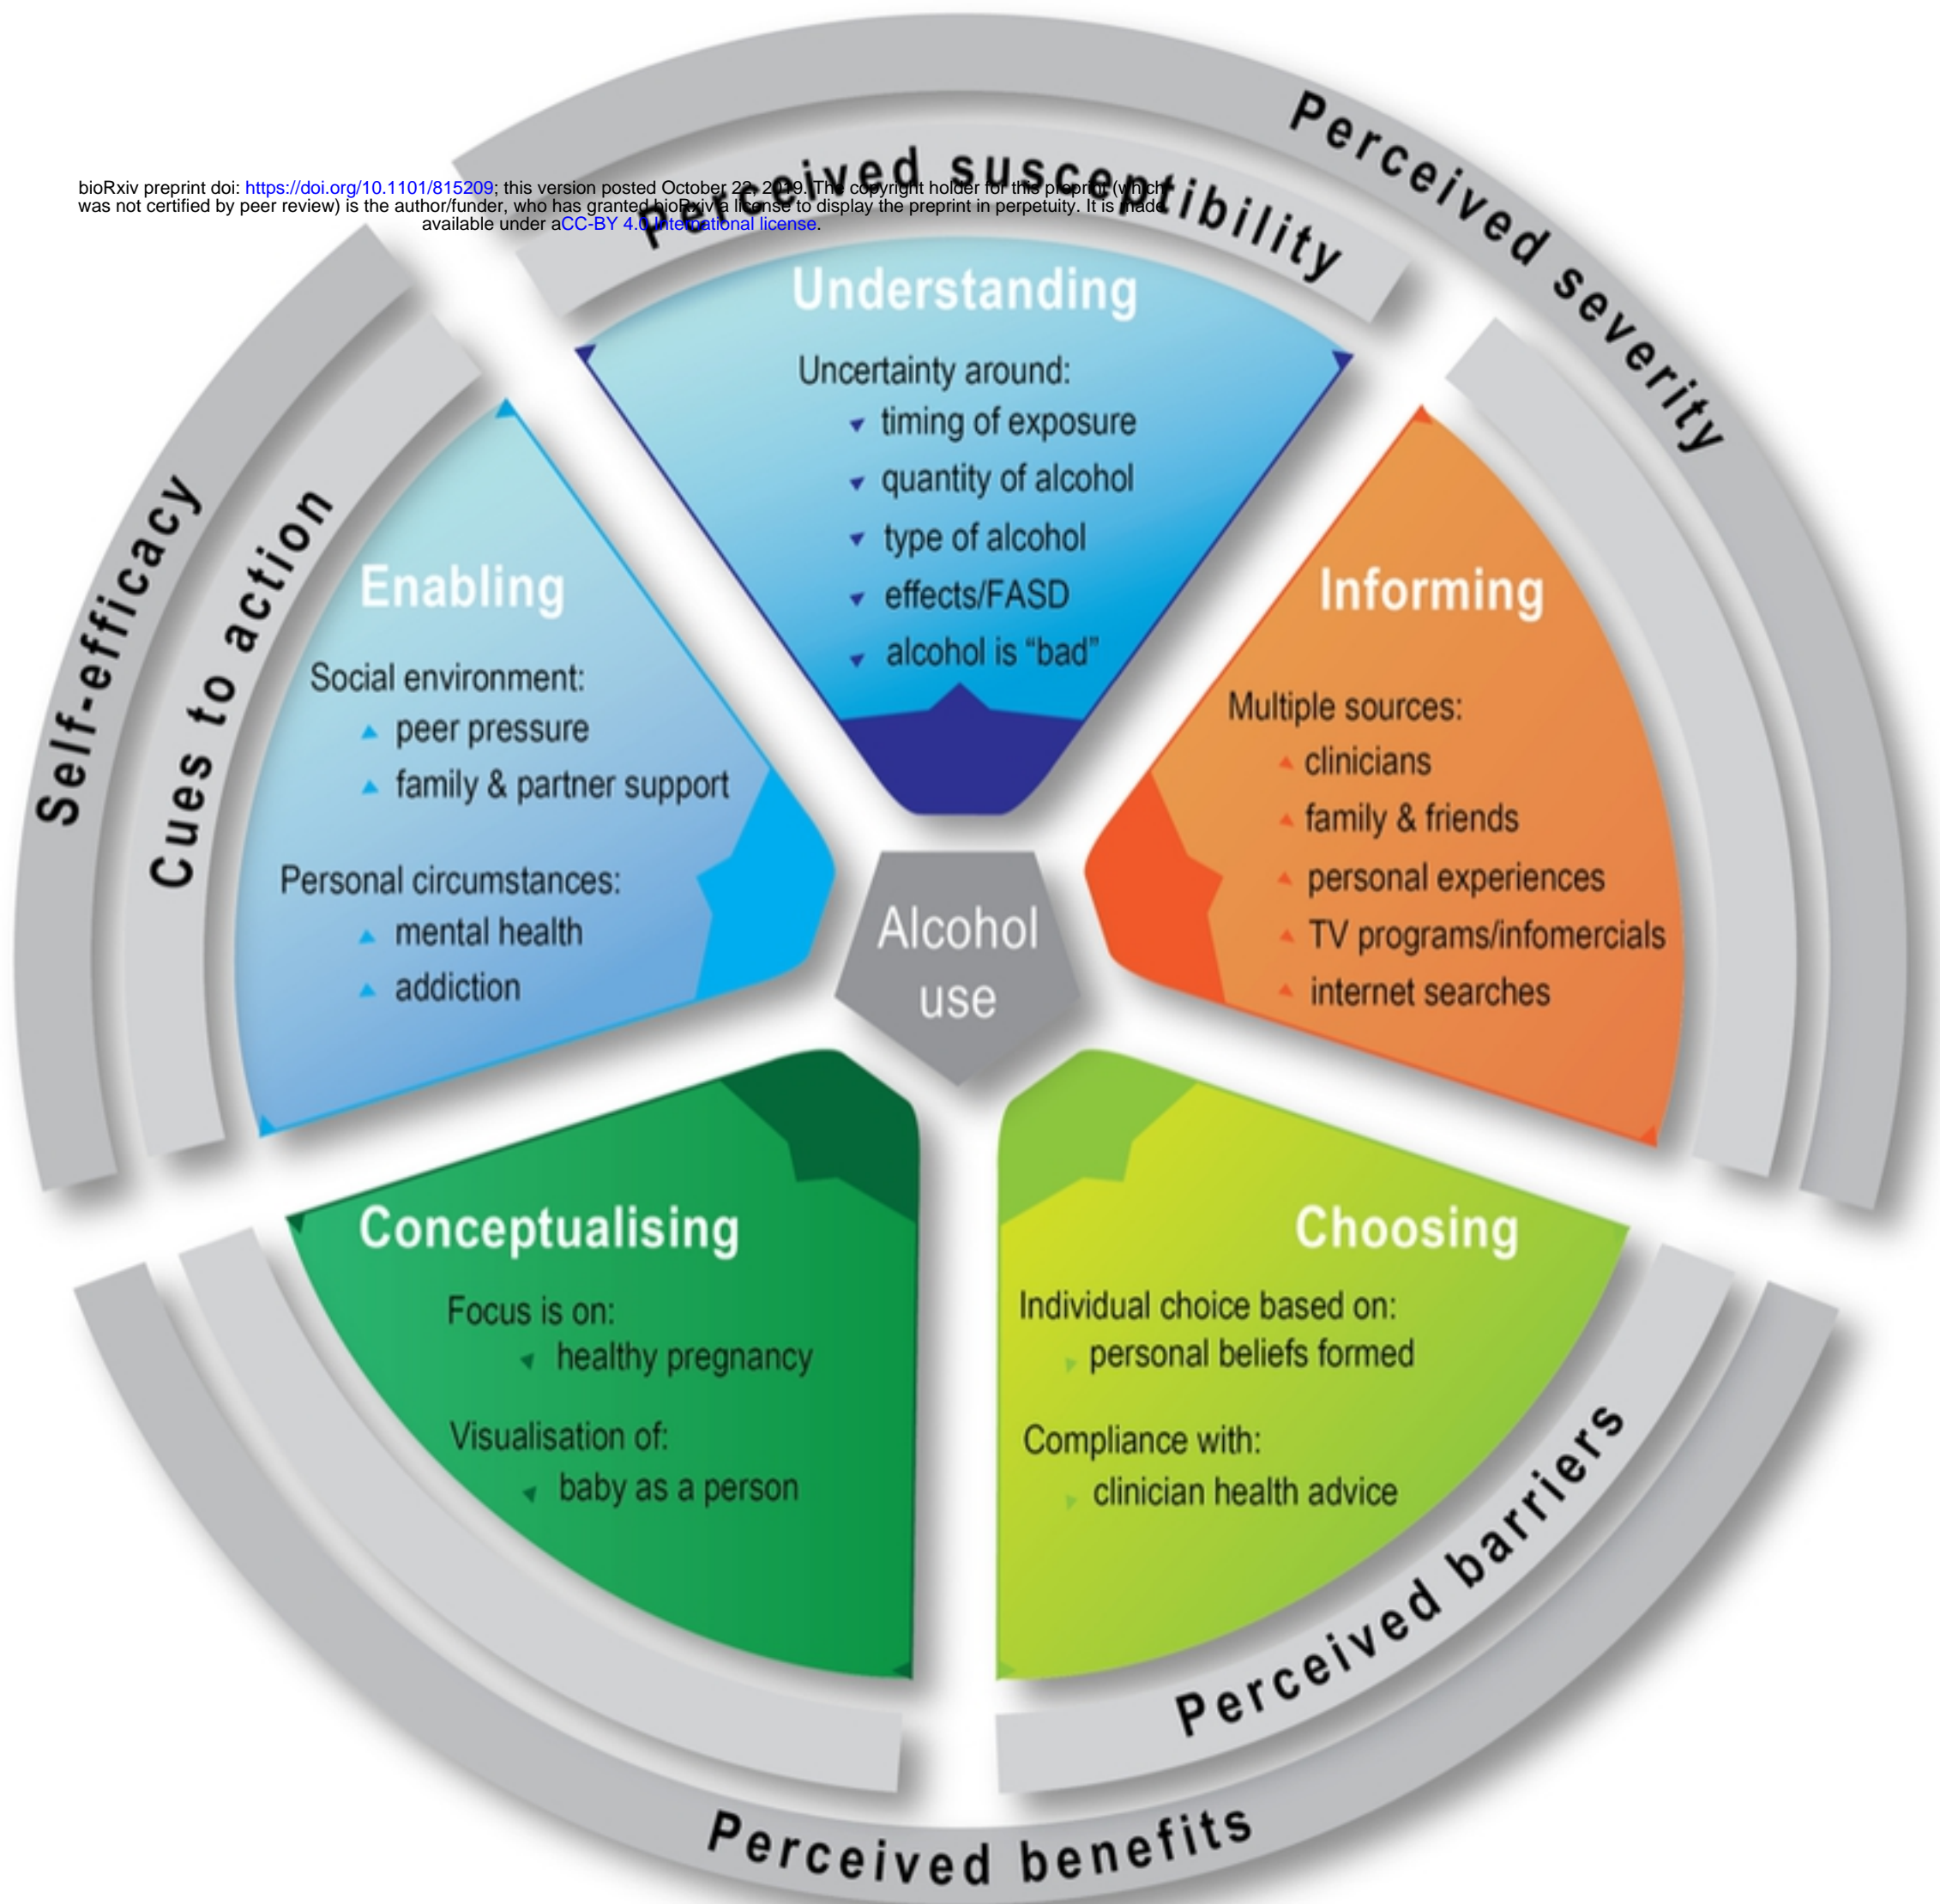 Perceived severity
bioRxiv preprint doi: https://doi.org/10.1101/815209; this version posted October 22, 2019. The copyright holder for this preprint (which
was not certified by peer review) is the author/funder, who has granted bioRxiv a license to display the preprint in perpetuity. It is made
available under aCC-BY 4.0 International license.
Perceived susceptibility
Understanding
Uncertainty around:
timing of exposure
quantity of alcohol
type of alcohol
effects/FASD
alcohol is “bad”
Informing
Multiple sources:
clinicians
family & friends
personal experiences
TV programs/infomercials
internet searches
Choosing
Individual choice based on:
personal beliefs formed
Compliance with:
clinician health advice
Perceived barriers
Perceived benefits
Conceptualising
Focus is on:
healthy pregnancy
Visualisation of:
baby as a person
Enabling
Social environment:
peer pressure
family & partner support
Personal circumstances:
mental health
addiction
Cues to action
Self-efficacy
Alcohol
use